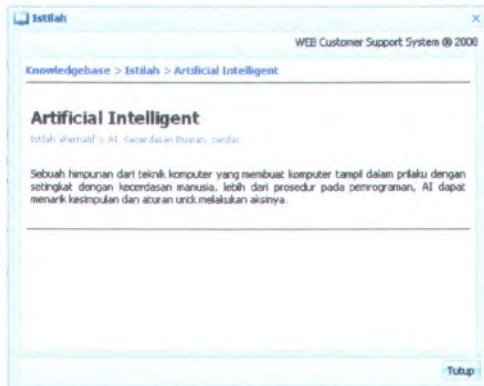 Istilah
WEB Customer Support System ® 2006
Knowledgebase > Istilah > Artificial Intelligent
Artificial Intelligent
Istilah alternatif > AI, Kecerdasan Buatan, cerdas
Sebuah himpunan dari teknik komputer yang membuat komputer tampil dalam prilaku dengan
setingkat dengan kecerdasan manusia. lebih dari prosedur pada pemrograman, AI dapat
menarik kesimpulan dan aturan untk melakukan aksinya.
Tutup